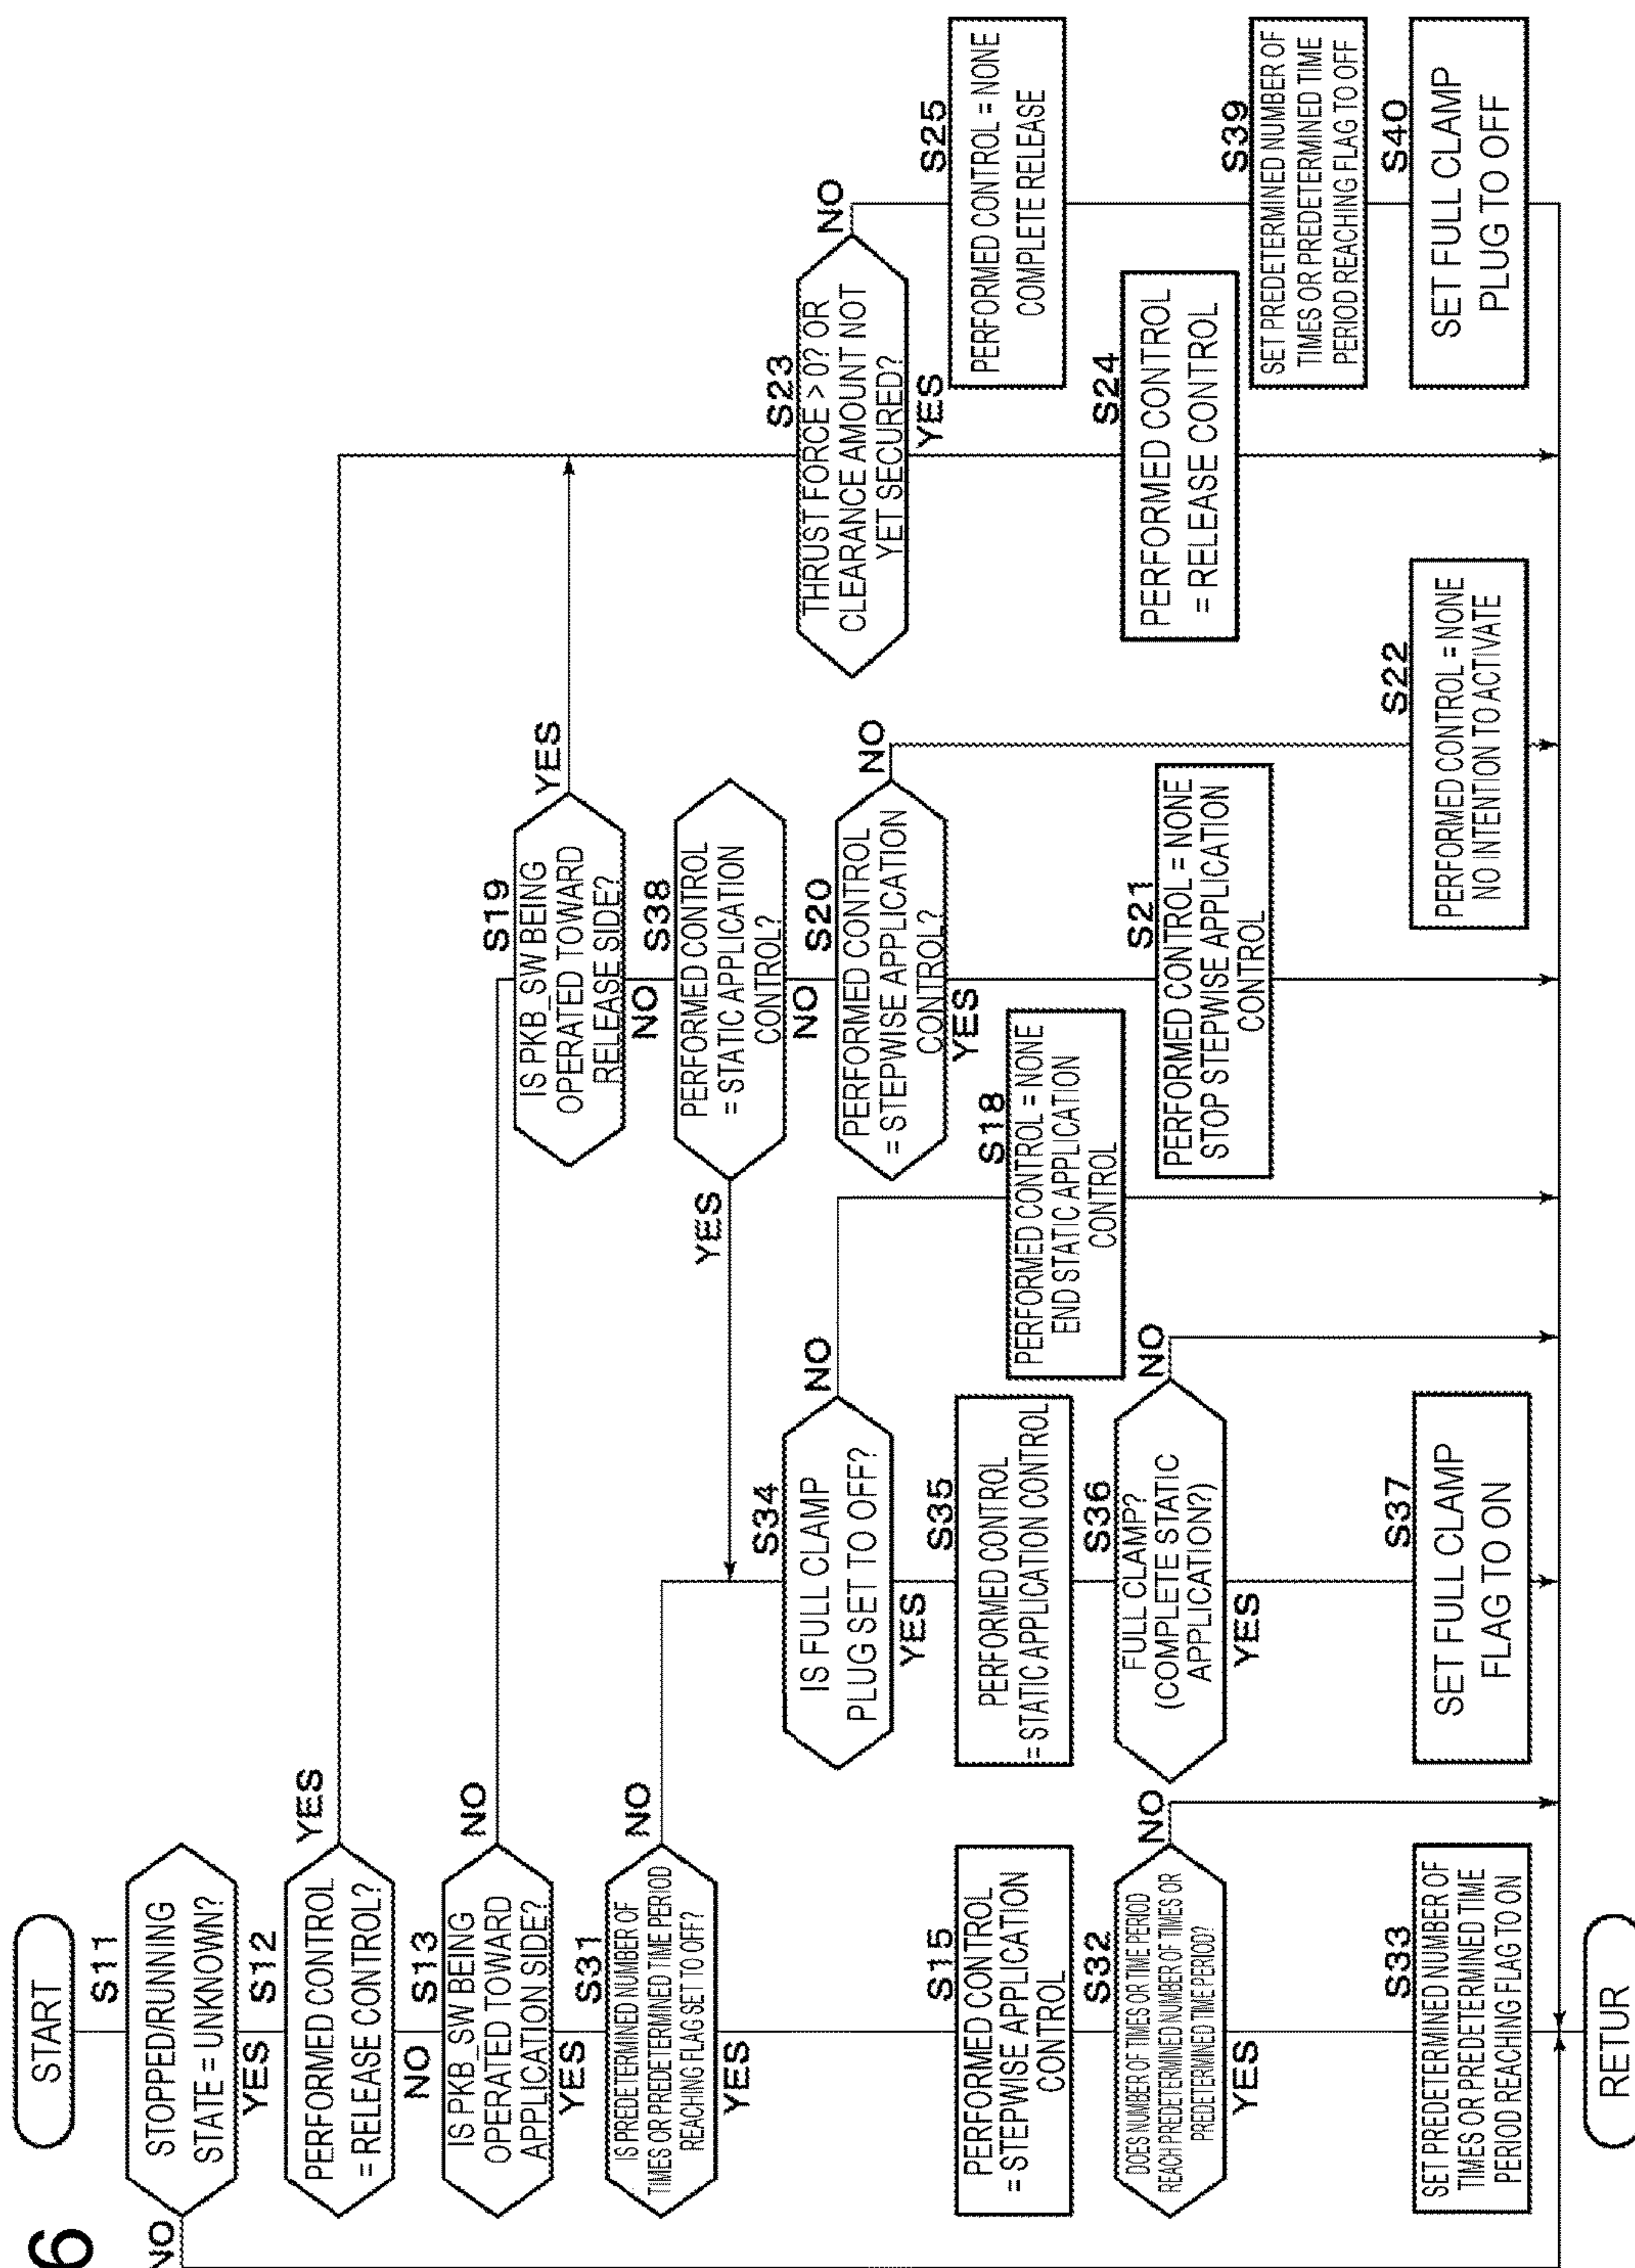 6
START
S11
STOPPED/RUNNING
STATE = UNKNOWN?
NO
YES
S12
PERFORMED CONTROL
= RELEASE CONTROL?
YES
NO
S13
IS PKB_SW BEING
OPERATED TOWARD
APPLICATION SIDE?
NO
YES
S31
IS PREDETERMINED NUMBER OF
TIMES OR PREDETERMINED TIME PERIOD
REACHING FLAG SET TO OFF?
NO
YES
S15
PERFORMED CONTROL
= STEPWISE APPLICATION
CONTROL
S32
DOES NUMBER OF TIMES OR TIME PERIOD
REACH PREDETERMINED NUMBER OF TIMES OR
PREDETERMINED TIME PERIOD?
NO
YES
S33
SET PREDETERMINED NUMBER OF
TIMES OR PREDETERMINED TIME
PERIOD REACHING FLAG TO ON
RETUR
S34
IS FULL CLAMP
PLUG SET TO OFF?
NO
YES
S35
PERFORMED CONTROL
= STATIC APPLICATION CONTROL
S36
FULL CLAMP?
(COMPLETE STATIC
APPLICATION?)
NO
YES
S37
SET FULL CLAMP
FLAG TO ON
S18
PERFORMED CONTROL = NONE
END STATIC APPLICATION
CONTROL
S19
IS PKB_SW BEING
OPERATED TOWARD
RELEASE SIDE?
YES
NO
S38
PERFORMED CONTROL
= STATIC APPLICATION
CONTROL?
YES
NO
S20
PERFORMED CONTROL
= STEPWISE APPLICATION
CONTROL?
NO
YES
S21
PERFORMED CONTROL = NONE
STOP STEPWISE APPLICATION
CONTROL
S22
PERFORMED CONTROL = NONE
NO INTENTION TO ACTIVATE
S23
THRUST FORCE > 0? OR
CLEARANCE AMOUNT NOT
YET SECURED?
NO
YES
S24
PERFORMED CONTROL
= RELEASE CONTROL
S25
PERFORMED CONTROL = NONE
COMPLETE RELEASE
S39
SET PREDETERMINED NUMBER OF
TIMES OR PREDETERMINED TIME
PERIOD REACHING FLAG TO OFF
S40
SET FULL CLAMP
PLUG TO OFF